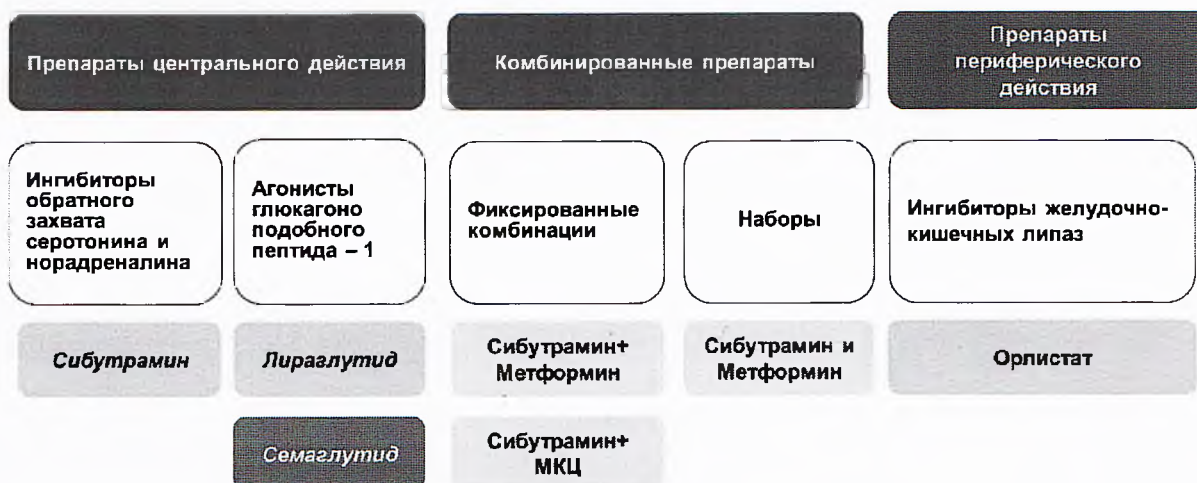 Препараты центрального действия
Комбинированные препараты
Препараты
периферического
действия
Ингибиторы
обратного
захвата
серотонина и
норадреналина
Агонисты
глюкагоно
подобного
пептида – 1
Фиксированные
комбинации
Наборы
Ингибиторы желудочно-
кишечных липаз
Сибутрамин
Лираглутид
Сибутрамин+
Метформин
Сибутрамин и
Метформин
Орлистат
Семаглутид
Сибутрамин+
МКЦ